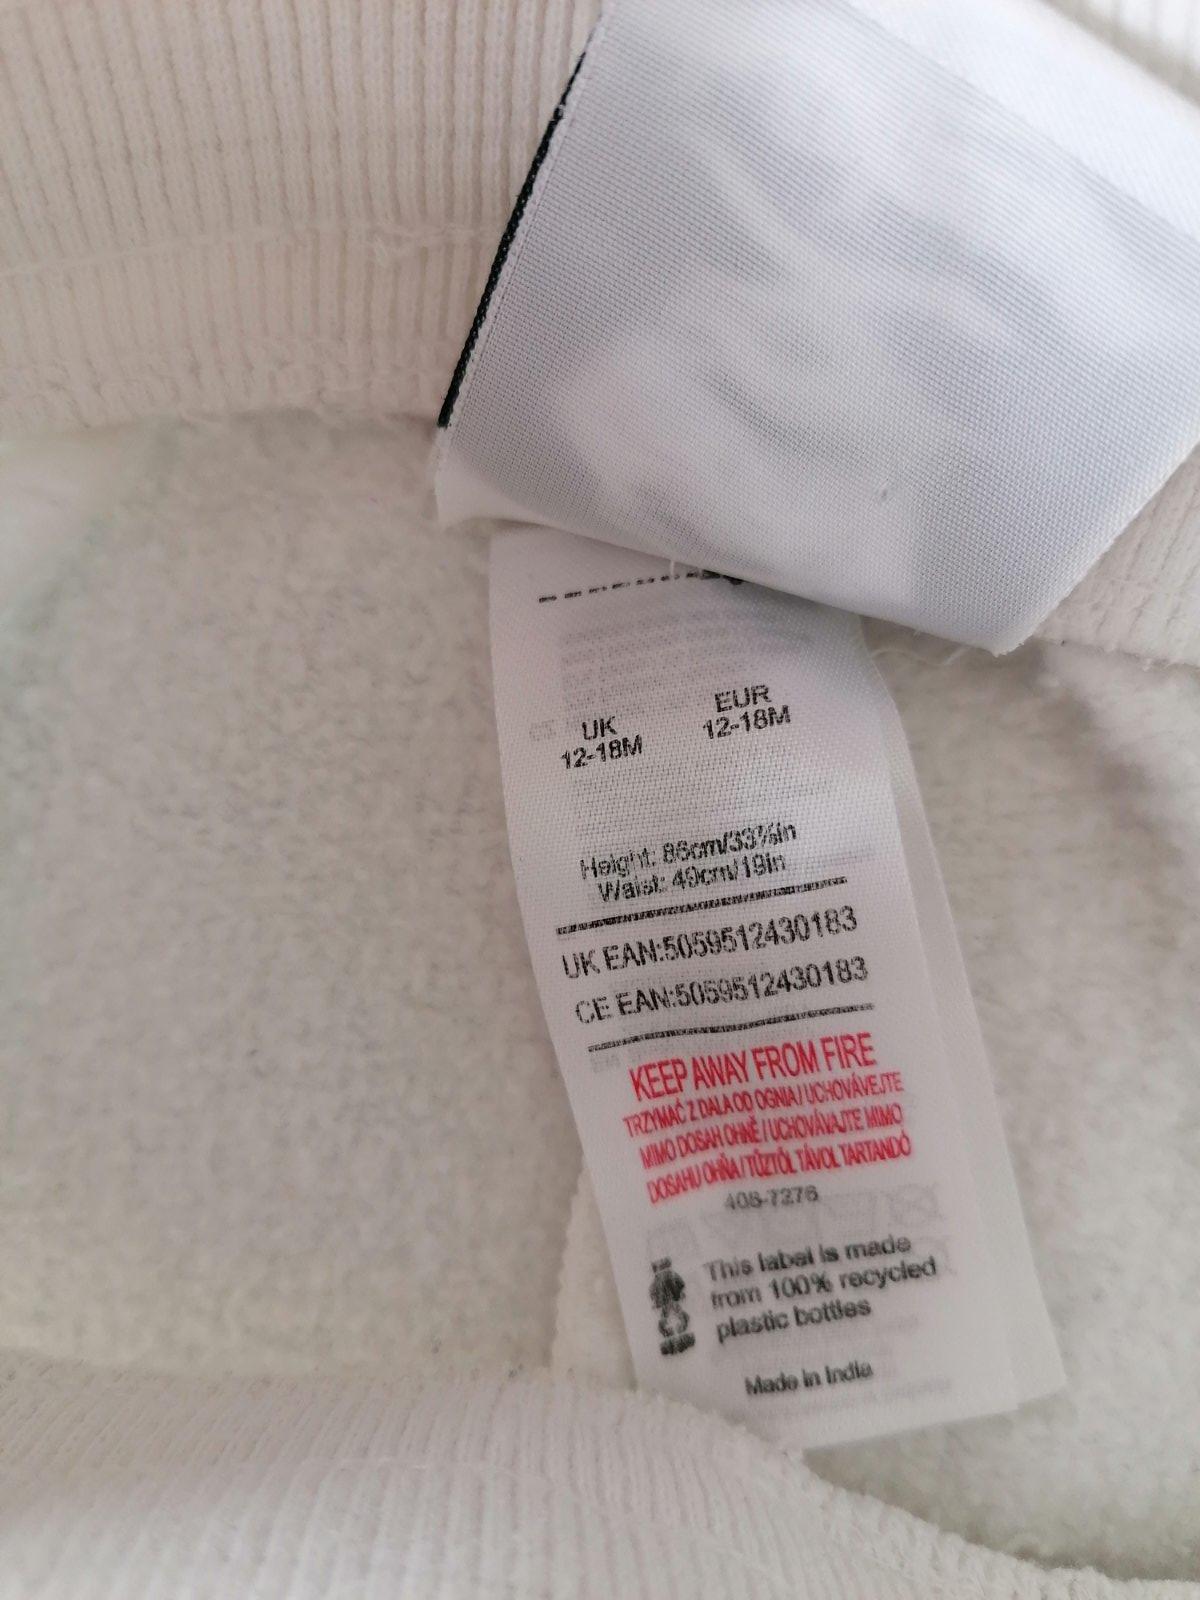 UK EUR
12-18M 12-18M
Height: 86cm/33⅞in
Waist: 49cm/19in
UK EAN:5059512430183
CE EAN:5059512430183
KEEP AWAY FROM FIRE
TRZYMAĆ Z DALA OD OGNIA / UCHOVÁVEJTE
MIMO DOSAH OHNĚ / UCHOVÁVAJTE MIMO
DOSAHU OHŇA / TŰZTŐL TÁVOL TARTANDÓ
408-7276
This label is made
from 100% recycled
plastic bottles
Made in India